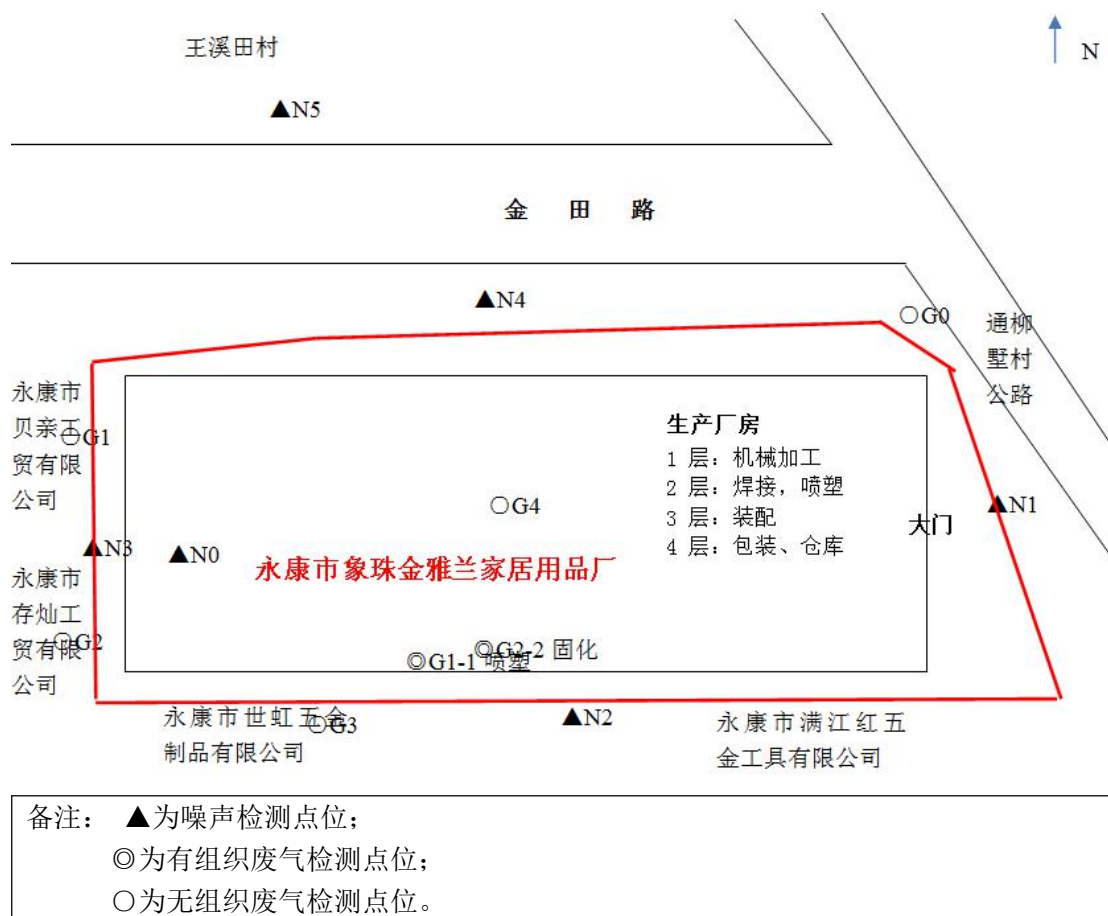 王溪田村
N
▲N5
金 田 路
▲N4
○G0
通柳
墅村
公路
永康市
贝亲工
贸有限
公司
○G1
生产厂房
1 层：机械加工
2 层：焊接，喷塑
3 层：装配
4 层：包装、仓库
○G4
▲N1
大门
▲N3
▲N0
永康市象珠金雅兰家居用品厂
永康市
存灿工
贸有限
公司
○G2
◎G2-2 固化
◎G1-1 喷塑
永康市世虹五金
制品有限公司
○G3
▲N2
永康市满江红五
金工具有限公司
备注： ▲为噪声检测点位；
◎为有组织废气检测点位；
○为无组织废气检测点位。